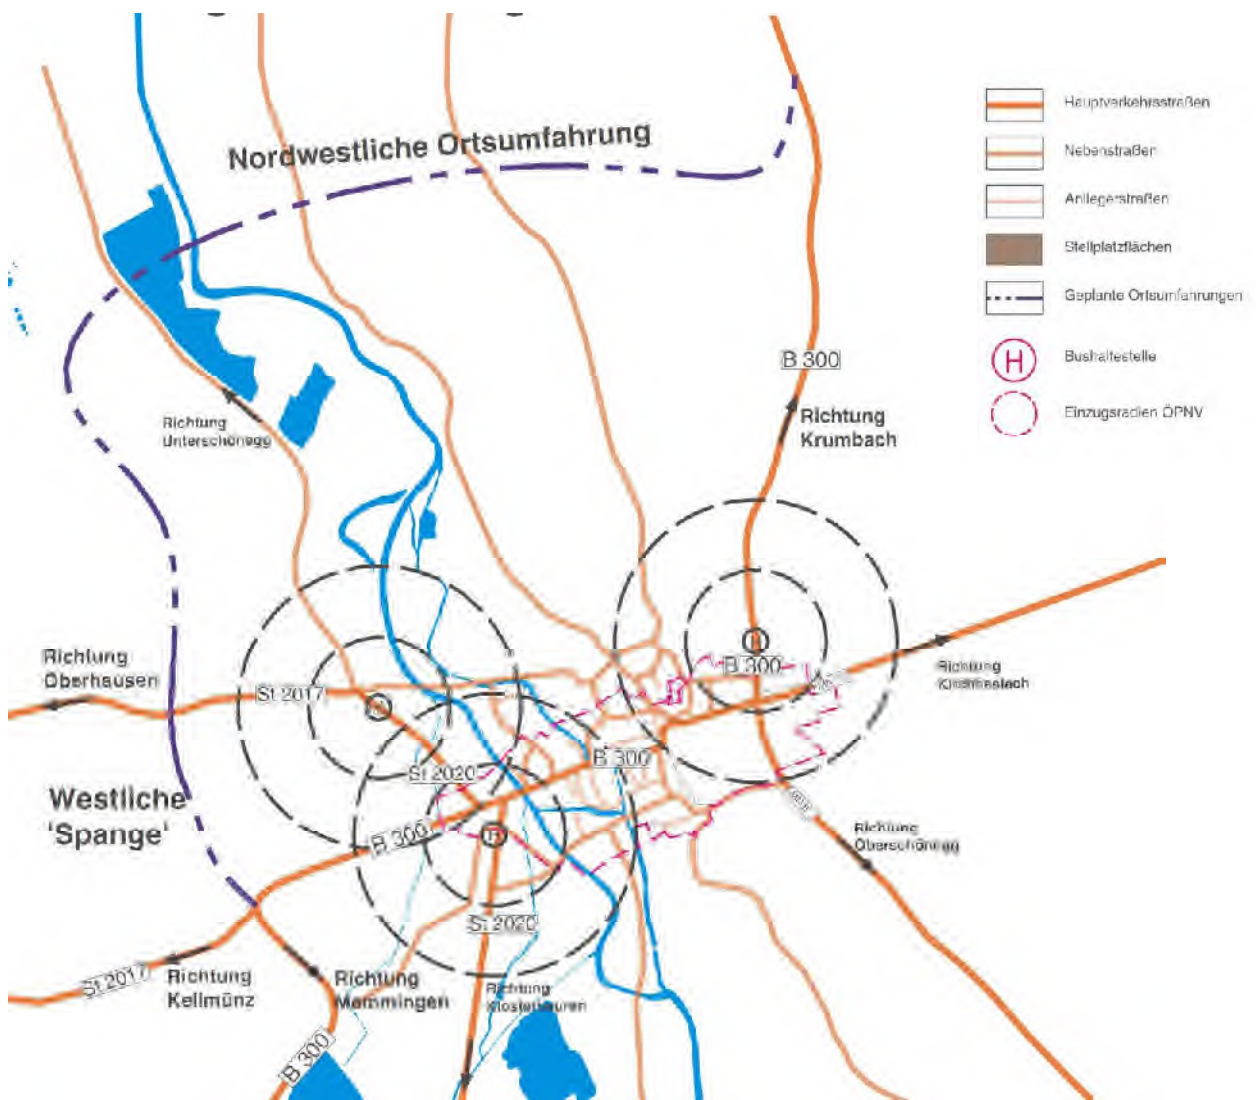 Nordwestliche Ortsumfahrung
Hauptverkehrsstraßen
Nebenstraßen
Anliegerstraßen
Stellplatzflächen
Geplante Ortsumfahrungen
H
Bushaltestelle
Einzugsradien ÖPNV
B 300
Richtung
Krumbach
Richtung
Unterschönegg
Richtung
Oberhausen
St 2017
H
B 300
Richtung
St 2020
B 300
Westliche
'Spange'
B 300
H
Richtung
Oberschönegg
St 2020
St 2017
Richtung
Kellmünz
Richtung
Memmingen
Richtung
B 300